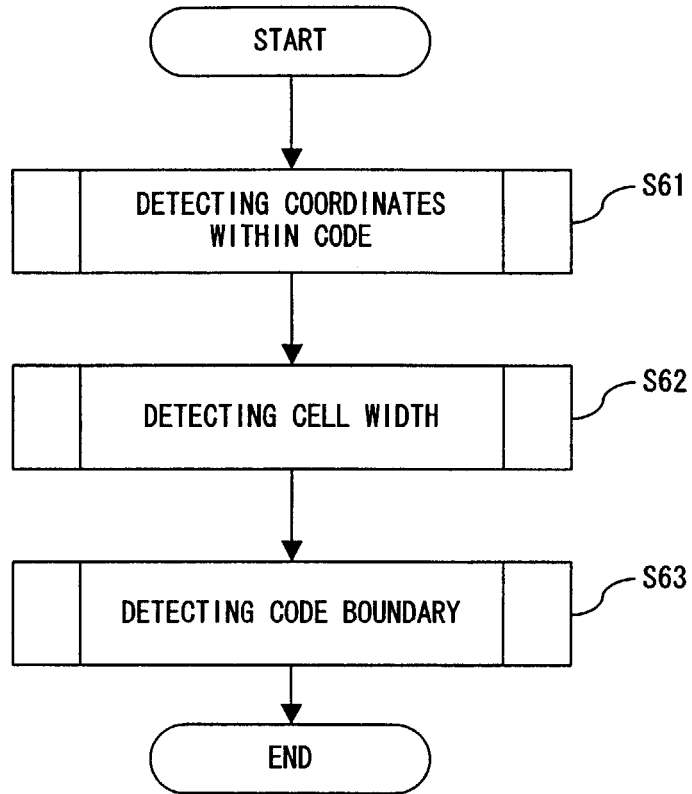 START
DETECTING COORDINATES
WITHIN CODE
S61
DETECTING CELL WIDTH
S62
DETECTING CODE BOUNDARY
S63
END